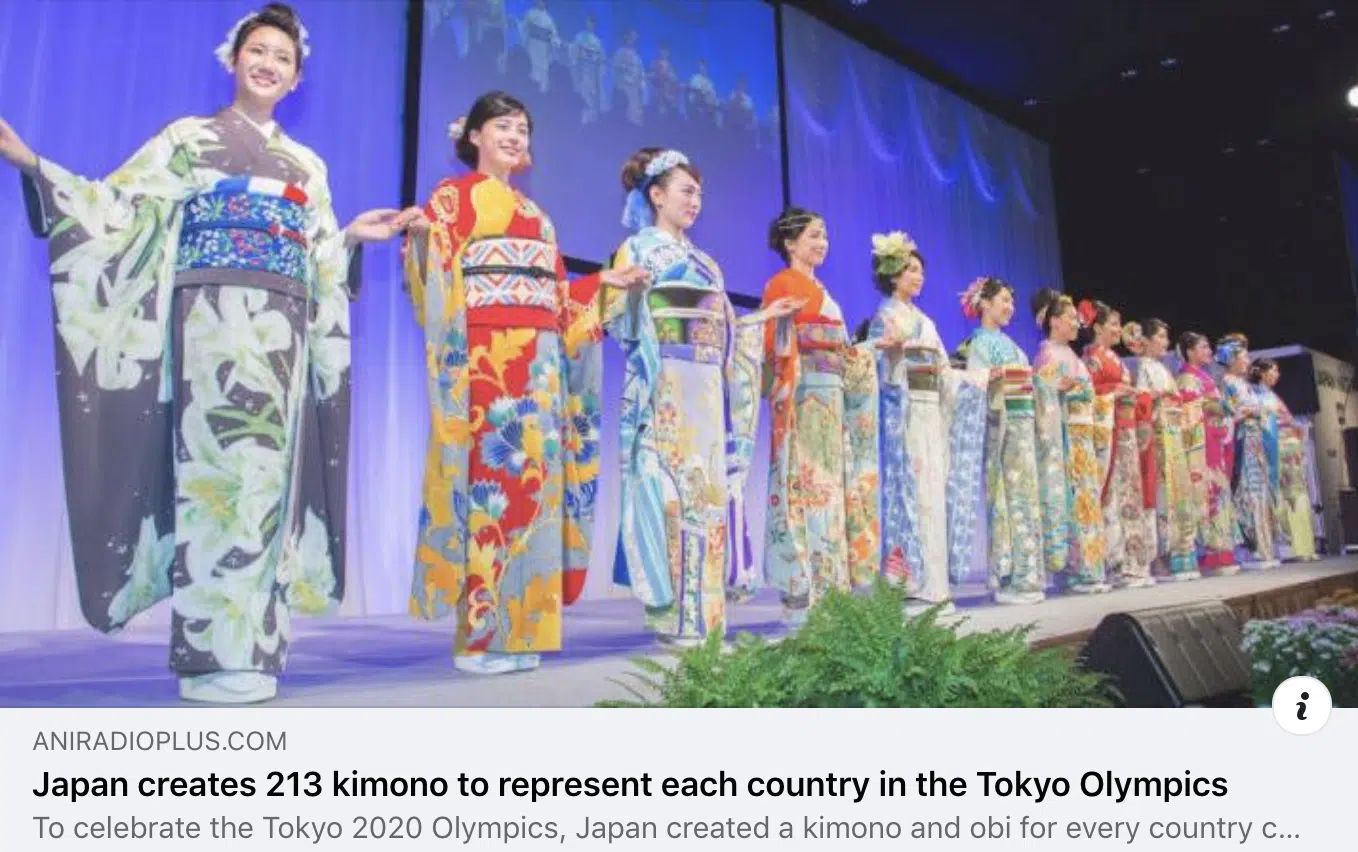 ANIRADIOPLUS.COM
Japan creates 213 kimono to represent each country in the Tokyo Olympics
To celebrate the Tokyo 2020 Olympics, Japan created a kimono and obi for every country c...